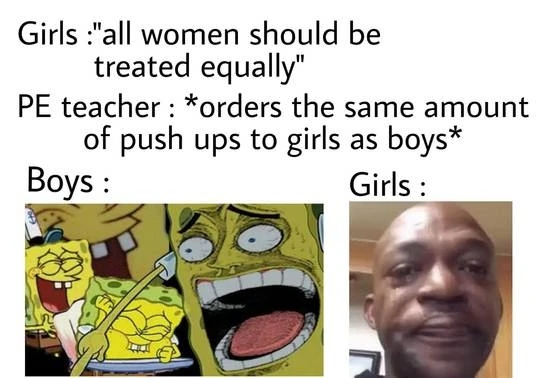 Girls :"all women should be
treated equally"
PE teacher : *orders the same amount
of push ups to girls as boys*
Boys :
Girls :